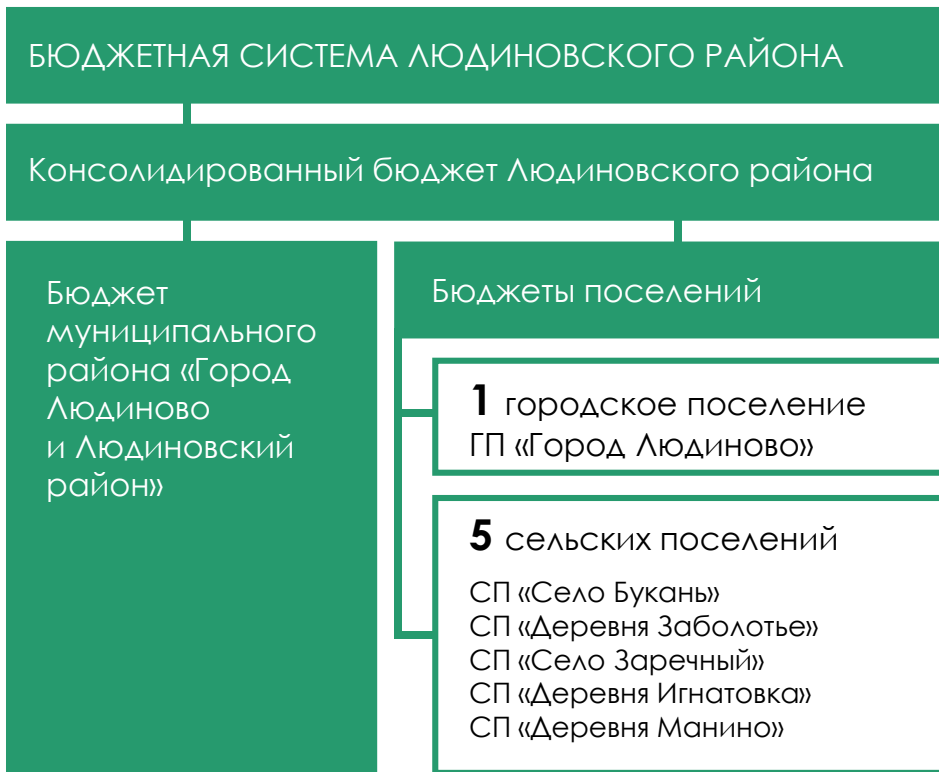 БЮДЖЕТНАЯ СИСТЕМА ЛЮДИНОВСКОГО РАЙОНА
Консолидированный бюджет Людиновского района
Бюджет
муниципального
района «Город
Людиново
и Людиновский
район»
Бюджеты поселений
1 городское поселение
ГП «Город Людиново»
5 сельских поселений
СП «Село Букань»
СП «Деревня Заболотье»
СП «Село Заречный»
СП «Деревня Игнатовка»
СП «Деревня Манино»